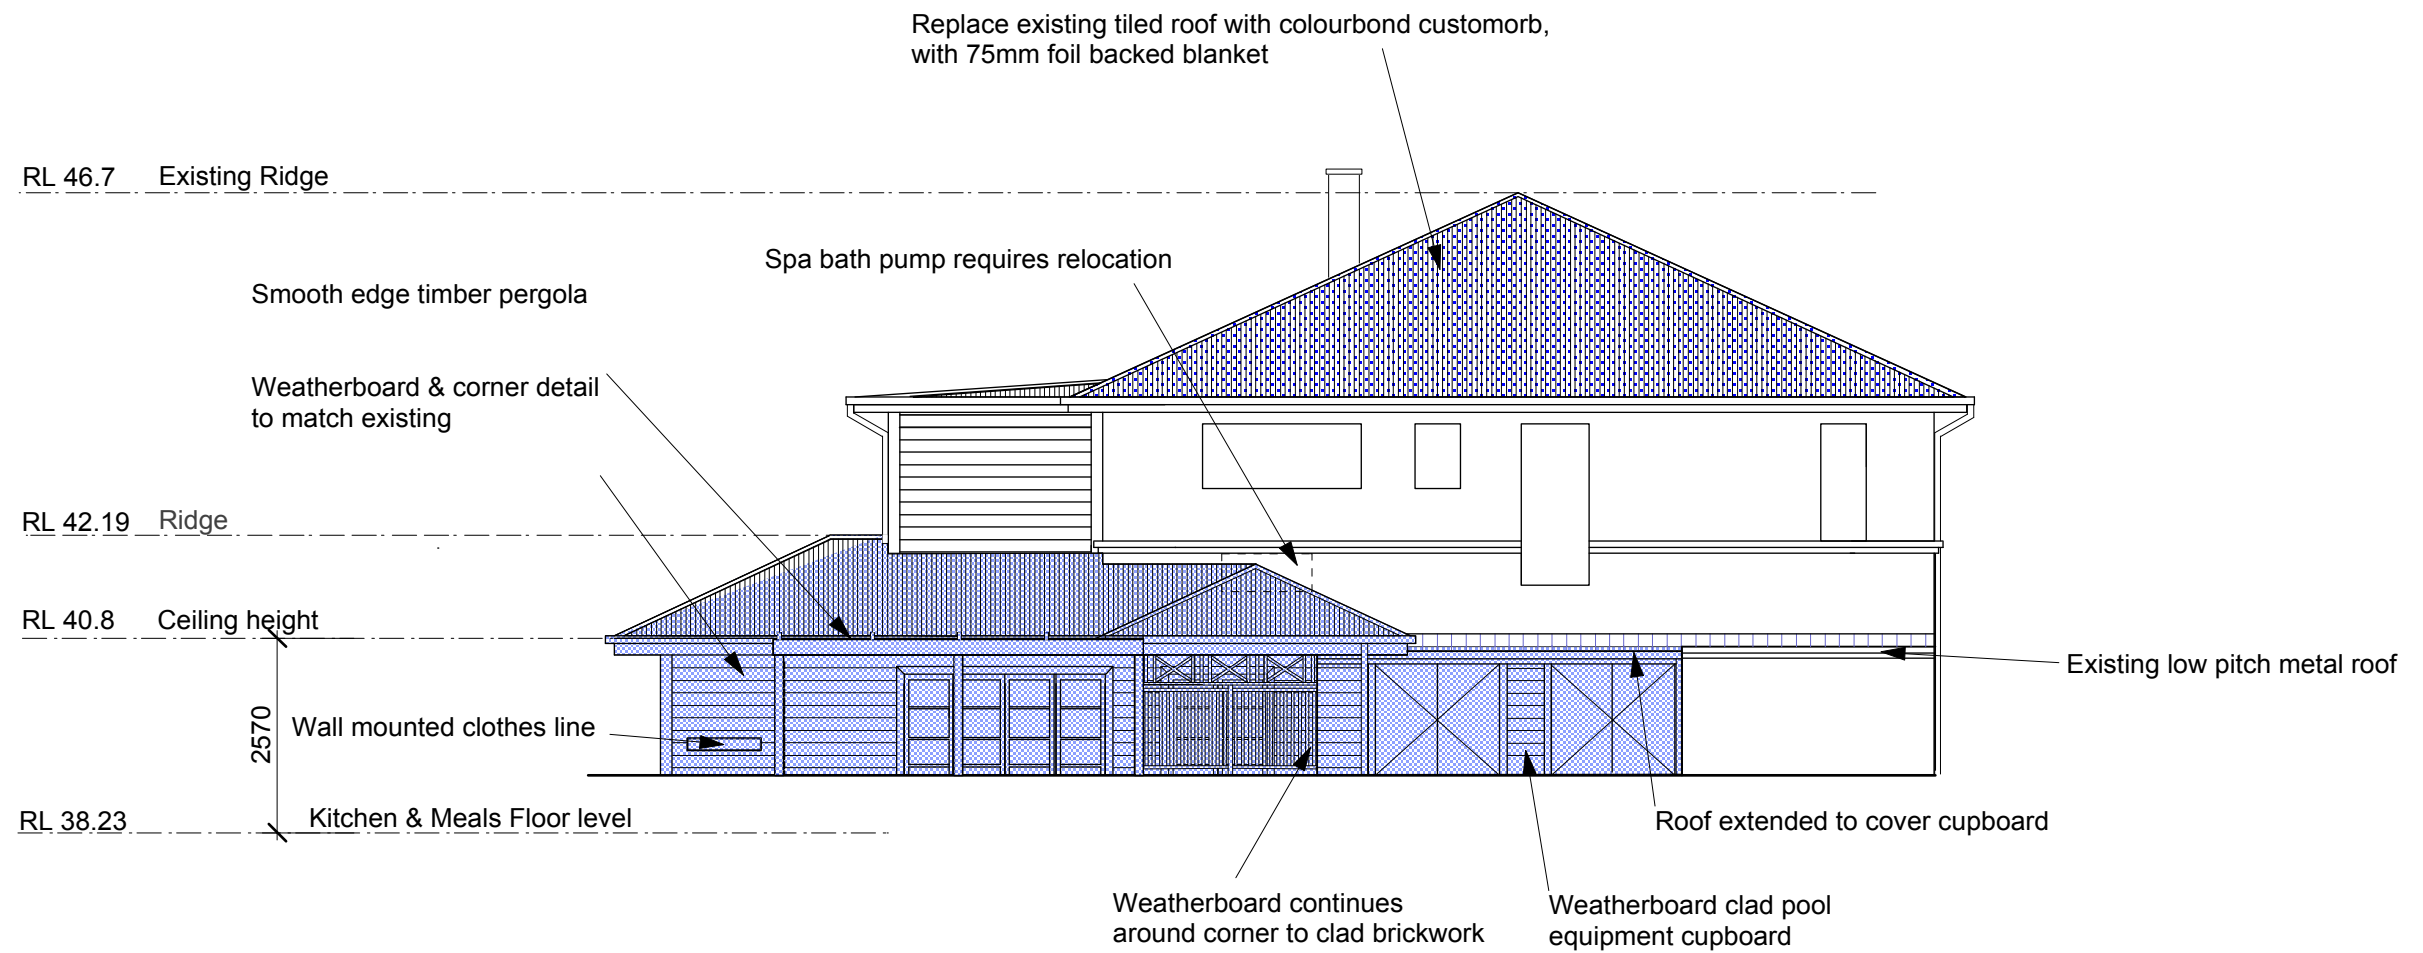 Replace existing tiled roof with colourbond customorb,
with 75mm foil backed blanket
RL 46.7 Existing Ridge
Spa bath pump requires relocation
Smooth edge timber pergola
Weatherboard & corner detail
to match existing
RL 42.19 Ridge
RL 40.8 Ceiling height
Existing low pitch metal roof
2570
Wall mounted clothes line
RL 38.23 Kitchen & Meals Floor level
Roof extended to cover cupboard
Weatherboard continues
around corner to clad brickwork
Weatherboard clad pool
equipment cupboard